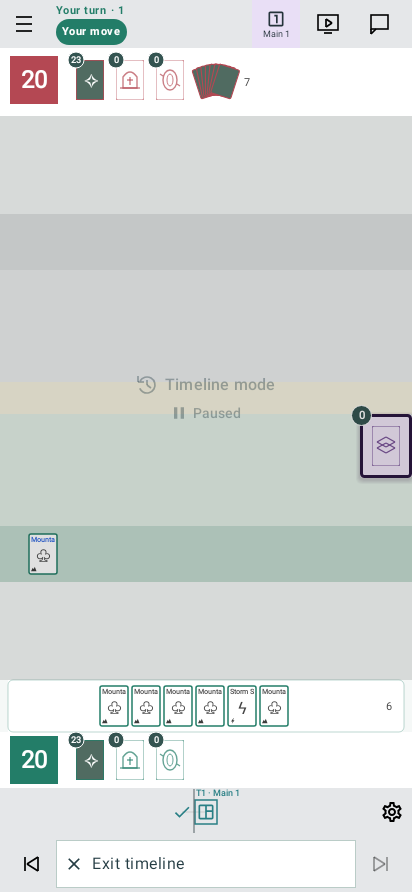 Your turn · 1
Your move
1
Main 1
20
23
0
0
7
Timeline mode
Paused
0
Mounta
Mounta
Mounta
Mounta
Mounta
Storm S
Mounta
6
20
23
0
0
T1 · Main 1
Exit timeline